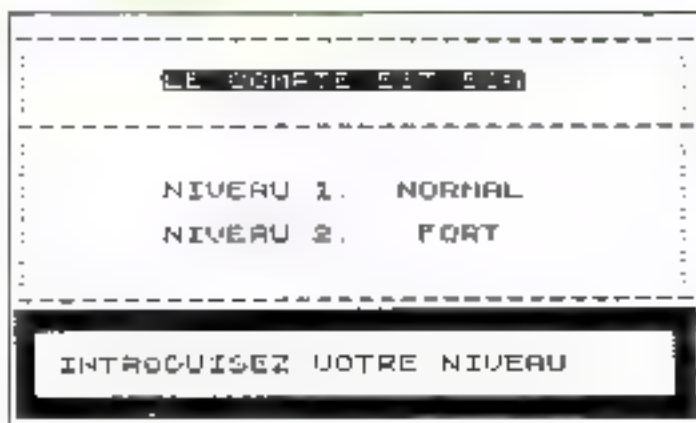 LE COMPTE EST BON
NIVEAU 1. NORMAL
NIVEAU 2. FORT
INTRODUISEZ VOTRE NIVEAU